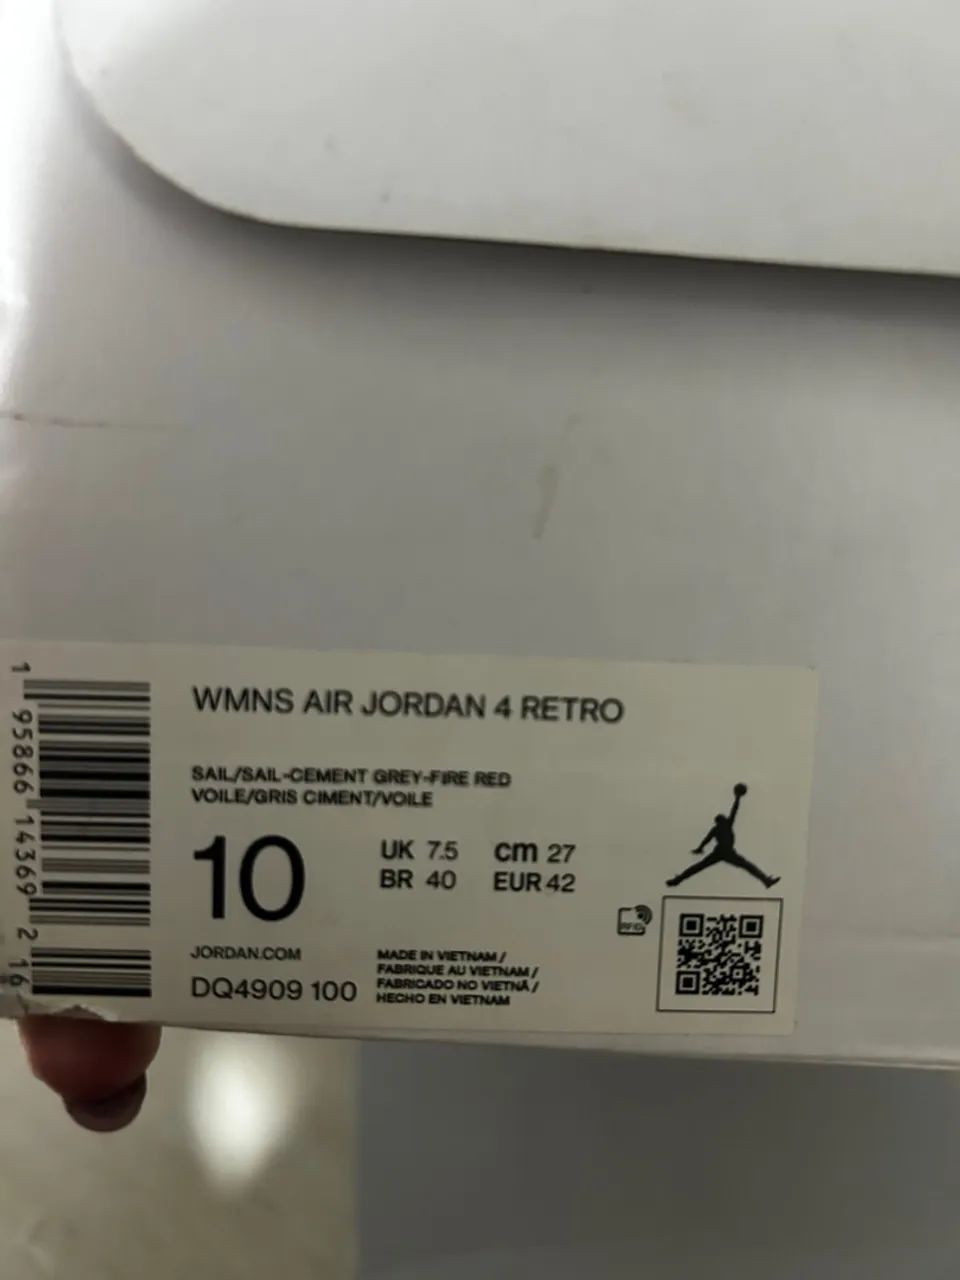 WMNS AIR JORDAN 4 RETRO
SAIL/SAIL-CEMENT GREY-FIRE RED
VOILE/GRIS CIMENT/VOILE
10
UK 7.5 cm 27
BR 40 EUR 42
JORDAN.COM
DQ4909 100
MADE IN VIETNAM /
FABRIQUE AU VIETNAM /
FABRICADO NO VIETNÃ /
HECHO EN VIETNAM
RFID
1 95866 14369 2 16